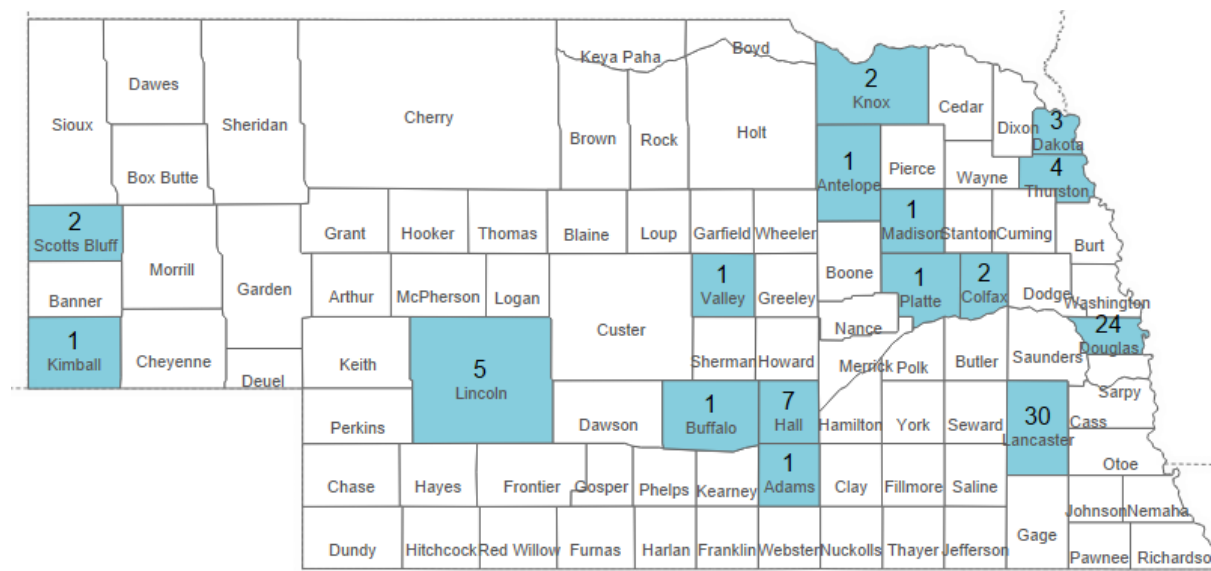 Boyd
Keya Paha
2
Knox
Dawes
Cedar
Sioux
Sheridan
Cherry
Brown
Rock
Holt
Dixon
3
Dakota
1
Antelope
Pierce
Wayne
4
Thurston
Box Butte
2
Scotts Bluff
Grant
Hooker
Thomas
Blaine
Loup
Garfield
Wheeler
1
Madison
Stanton
Cuming
Burt
Morrill
Banner
Garden
Arthur
McPherson
Logan
1
Valley
Greeley
Boone
1
Platte
2
Colfax
Dodge
Washington
1
Kimball
Cheyenne
Deuel
Keith
5
Lincoln
Custer
Sherman
Howard
Nance
Merrick
Polk
Butler
Saunders
24
Douglas
Sarpy
Perkins
Dawson
1
Buffalo
7
Hall
Hamilton
York
Seward
30
Lancaster
Cass
Otoe
Chase
Hayes
Frontier
Gosper
Phelps
Kearney
1
Adams
Clay
Fillmore
Saline
Johnson
Nemaha
Dundy
Hitchcock
Red Willow
Furnas
Harlan
Franklin
Webster
Nuckolls
Thayer
Jefferson
Gage
Pawnee
Richardson